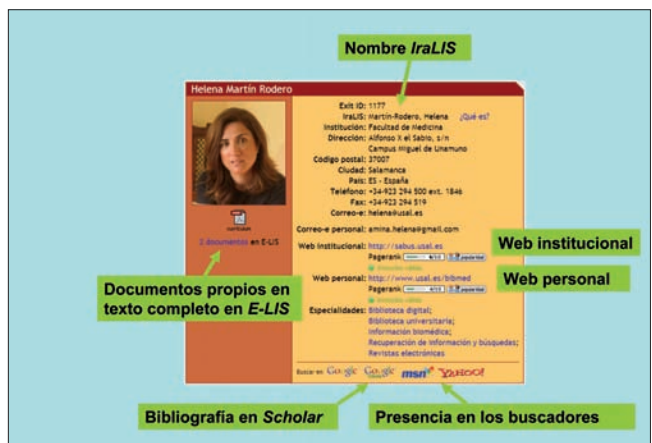 Nombre IraLIS
Helena Martín Rodero
Exit ID: 1177
IraLIS: Martín-Rodero, Helena ¿Qué es?
Institución: Facultad de Medicina
Dirección: Alfonso X el Sabio, s/n
Campus Miguel de Unamuno
Código postal: 37007
Ciudad: Salamanca
País: ES - España
Teléfono: +34-923 294 500 ext. 1846
Fax: +34-923 294 519
Correo-e: helena@usal.es
currículum
Correo-e personal: amina.helena@gmail.com
2 documentos en E-LIS
Web institucional: http://sabus.usal.es
Web institucional
Pagerank
Web personal: http://www.usal.es/bibmed
Web personal
Pagerank 4/10
Documentos propios en
texto completo en E-LIS
Especialidades: Biblioteca digital;
Biblioteca universitaria;
Información biomédica;
Recuperación de información y búsquedas;
Revistas electrónicas
Buscar en Google Google msn YAHOO!
Bibliografía en Scholar
Presencia en los buscadores